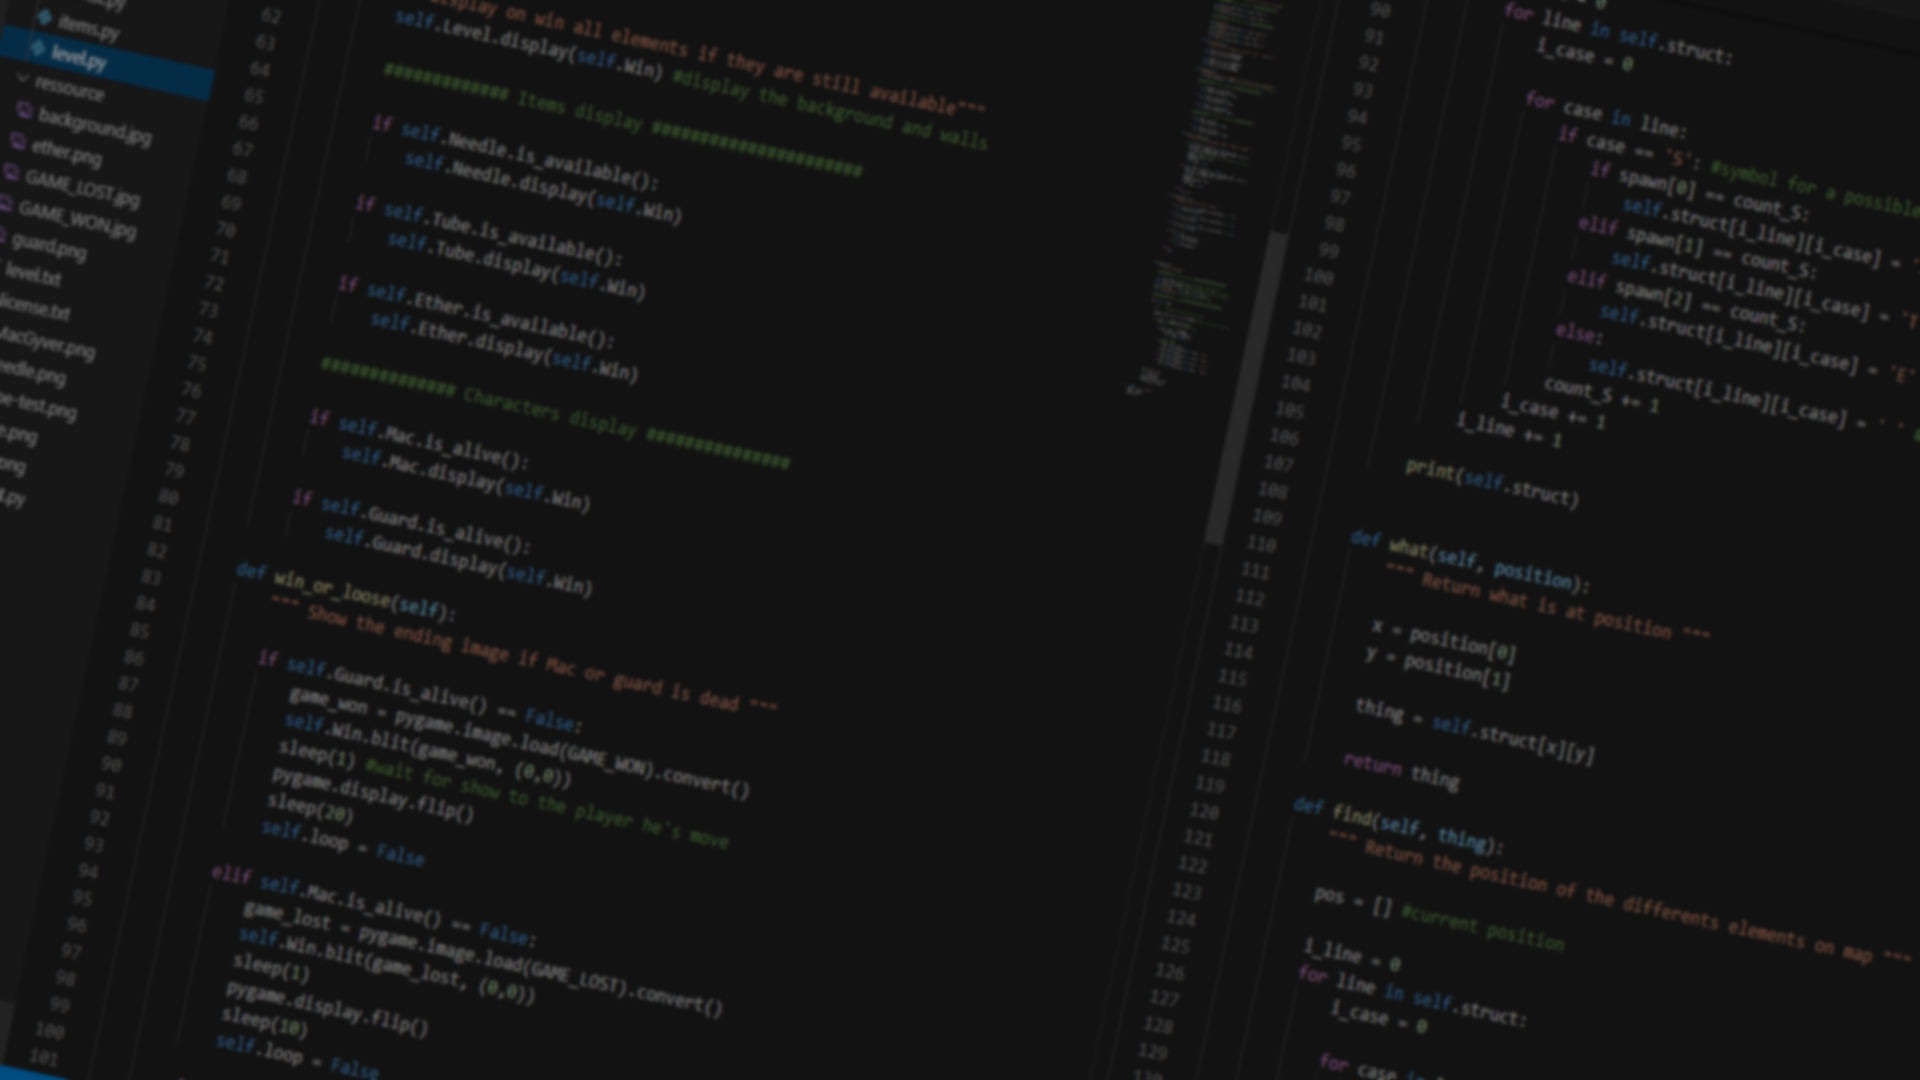 items.py
level.py
ressource
background.jpg
ether.png
GAME_LOST.jpg
GAME_WON.jpg
guard.png
level.txt
license.txt
MacGyver.png
62
63
64
65
66
67
68
69
70
71
72
73
74
75
76
77
78
79
80
81
82
83
84
85
86
87
88
89
90
91
92
93
94
95
96
97
98
99
100
101
display on win all elements if they are still available"""
self.Level.display(self.Win) #display the background and walls
############# Items display ######################
if self.Needle.is_available():
self.Needle.display(self.Win)
if self.Tube.is_available():
self.Tube.display(self.Win)
if self.Ether.is_available():
self.Ether.display(self.Win)
############## Characters display ###############
if self.Mac.is_alive():
self.Mac.display(self.Win)
if self.Guard.is_alive():
self.Guard.display(self.Win)
def win_or_loose(self):
""" Show the ending image if Mac or guard is dead """
if self.Guard.is_alive() == False:
game_won = pygame.image.load(GAME_WON).convert()
self.Win.blit(game_won, (0,0))
sleep(1) #wait for show to the player he's move
pygame.display.flip()
sleep(20)
self.loop = False
elif self.Mac.is_alive() == False:
game_lost = pygame.image.load(GAME_LOST).convert()
self.Win.blit(game_lost, (0,0))
sleep(1)
pygame.display.flip()
sleep(10)
self.loop = False
90
91
92
93
94
95
96
97
98
99
100
101
102
103
104
105
106
107
108
109
110
111
112
113
114
115
116
117
118
119
120
121
122
123
124
125
126
127
128
129
for line in self.struct:
i_case = 0
for case in line:
if case == 'S': #symbol for a possible
if spawn[0] == count_S:
self.struct[i_line][i_case] =
elif spawn[1] == count_S:
self.struct[i_line][i_case] = 'T'
elif spawn[2] == count_S:
self.struct[i_line][i_case] = 'E'
else:
self.struct[i_line][i_case] = ' '
count_S += 1
i_case += 1
i_line += 1
print(self.struct)
def what(self, position):
""" Return what is at position """
x = position[0]
y = position[1]
thing = self.struct[x][y]
return thing
def find(self, thing):
""" Return the position of the differents elements on map """
pos = [] #current position
i_line = 0
for line in self.struct:
i_case = 0
for case in